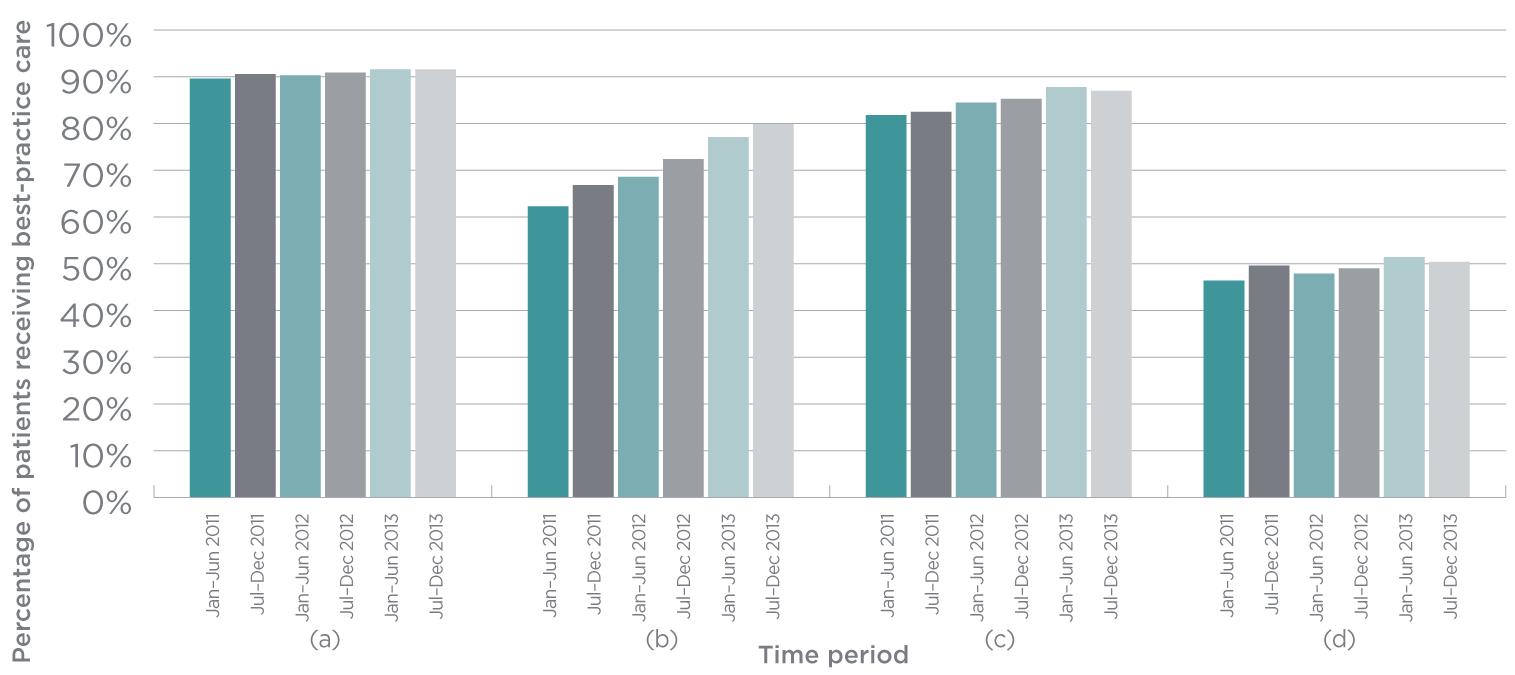 Percentage of patients receiving best-practice care
100%
90%
80%
70%
60%
50%
40%
30%
20%
10%
0%
Jan–Jun 2011
Jul–Dec 2011
Jan–Jun 2012
Jul–Dec 2012
Jan–Jun 2013
Jul–Dec 2013
(a)
Jan–Jun 2011
Jul–Dec 2011
Jan–Jun 2012
Jul–Dec 2012
Jan–Jun 2013
Jul–Dec 2013
(b)
Jan–Jun 2011
Jul–Dec 2011
Jan–Jun 2012
Jul–Dec 2012
Jan–Jun 2013
Jul–Dec 2013
(c)
Jan–Jun 2011
Jul–Dec 2011
Jan–Jun 2012
Jul–Dec 2012
Jan–Jun 2013
Jul–Dec 2013
(d)
Time period